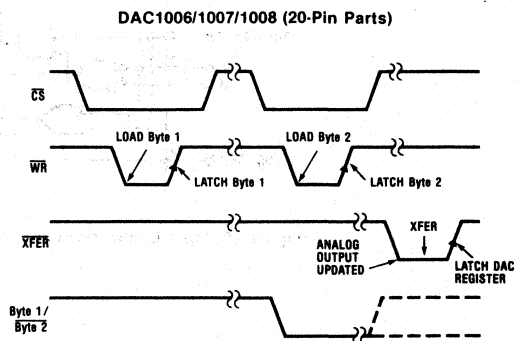 DAC1006/1007/1008 (20-Pin Parts)
CS
LOAD Byte 1
LOAD Byte 2
WR
LATCH Byte 1
LATCH Byte 2
XFER
XFER
ANALOG
OUTPUT
UPDATED
LATCH DAC
REGISTER
Byte 1/
Byte 2